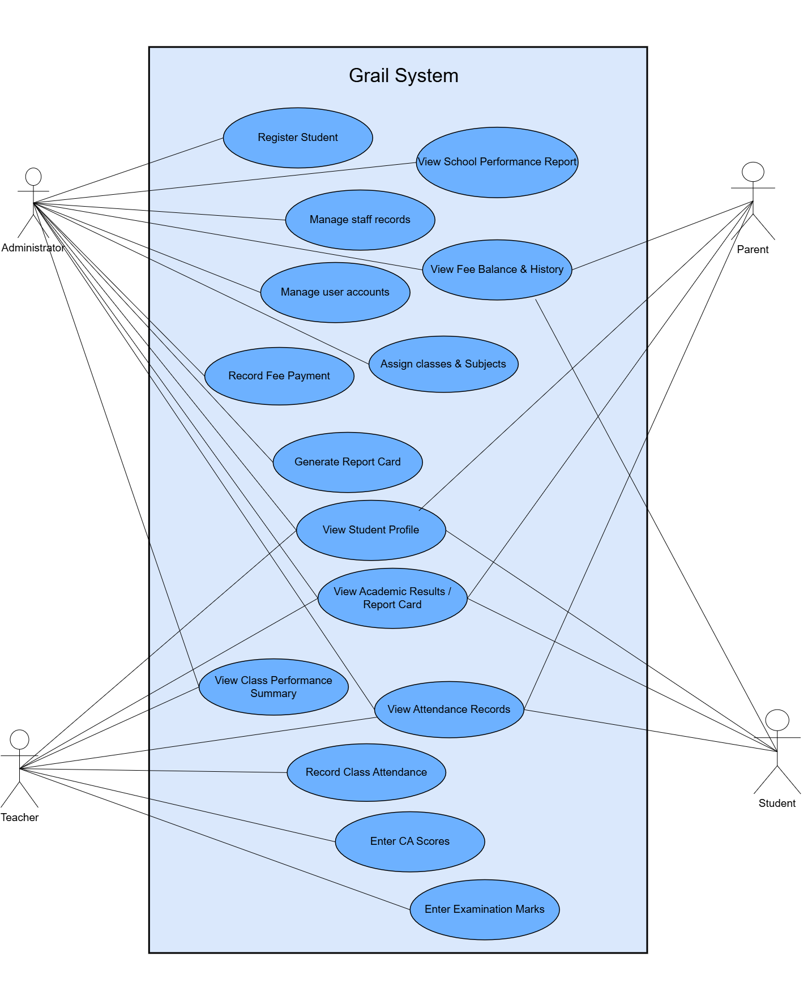 Grail System
Register Student
View School Performance Report
Manage staff records
Administrator
Parent
View Fee Balance & History
Manage user accounts
Assign classes & Subjects
Record Fee Payment
Generate Report Card
View Student Profile
View Academic Results /
Report Card
View Class Performance
Summary
View Attendance Records
Record Class Attendance
Student
Teacher
Enter CA Scores
Enter Examination Marks